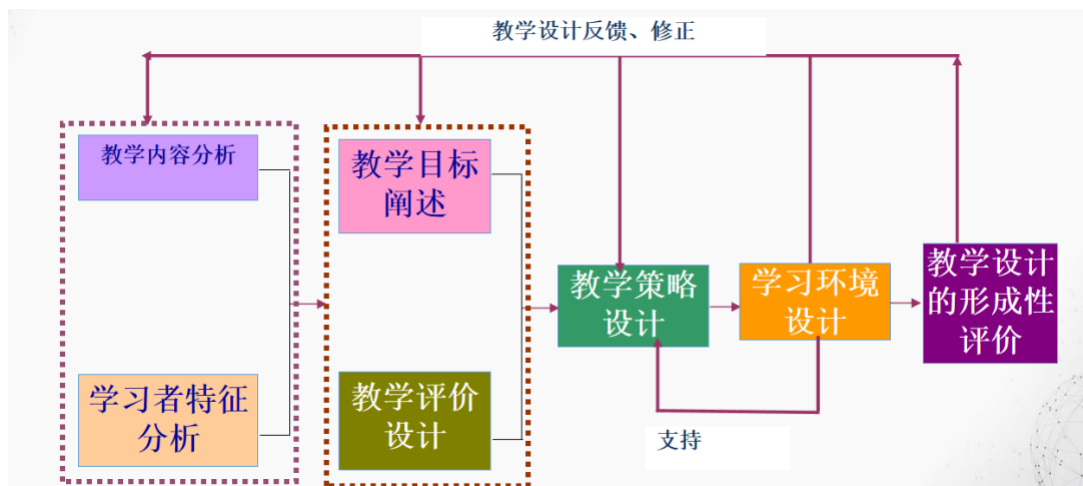 教学设计反馈、修正
教学内容分析
学习者特征
分析
教学目标
阐述
教学评价
设计
教学策略
设计
学习环境
设计
教学设计
的形成性
评价
支持